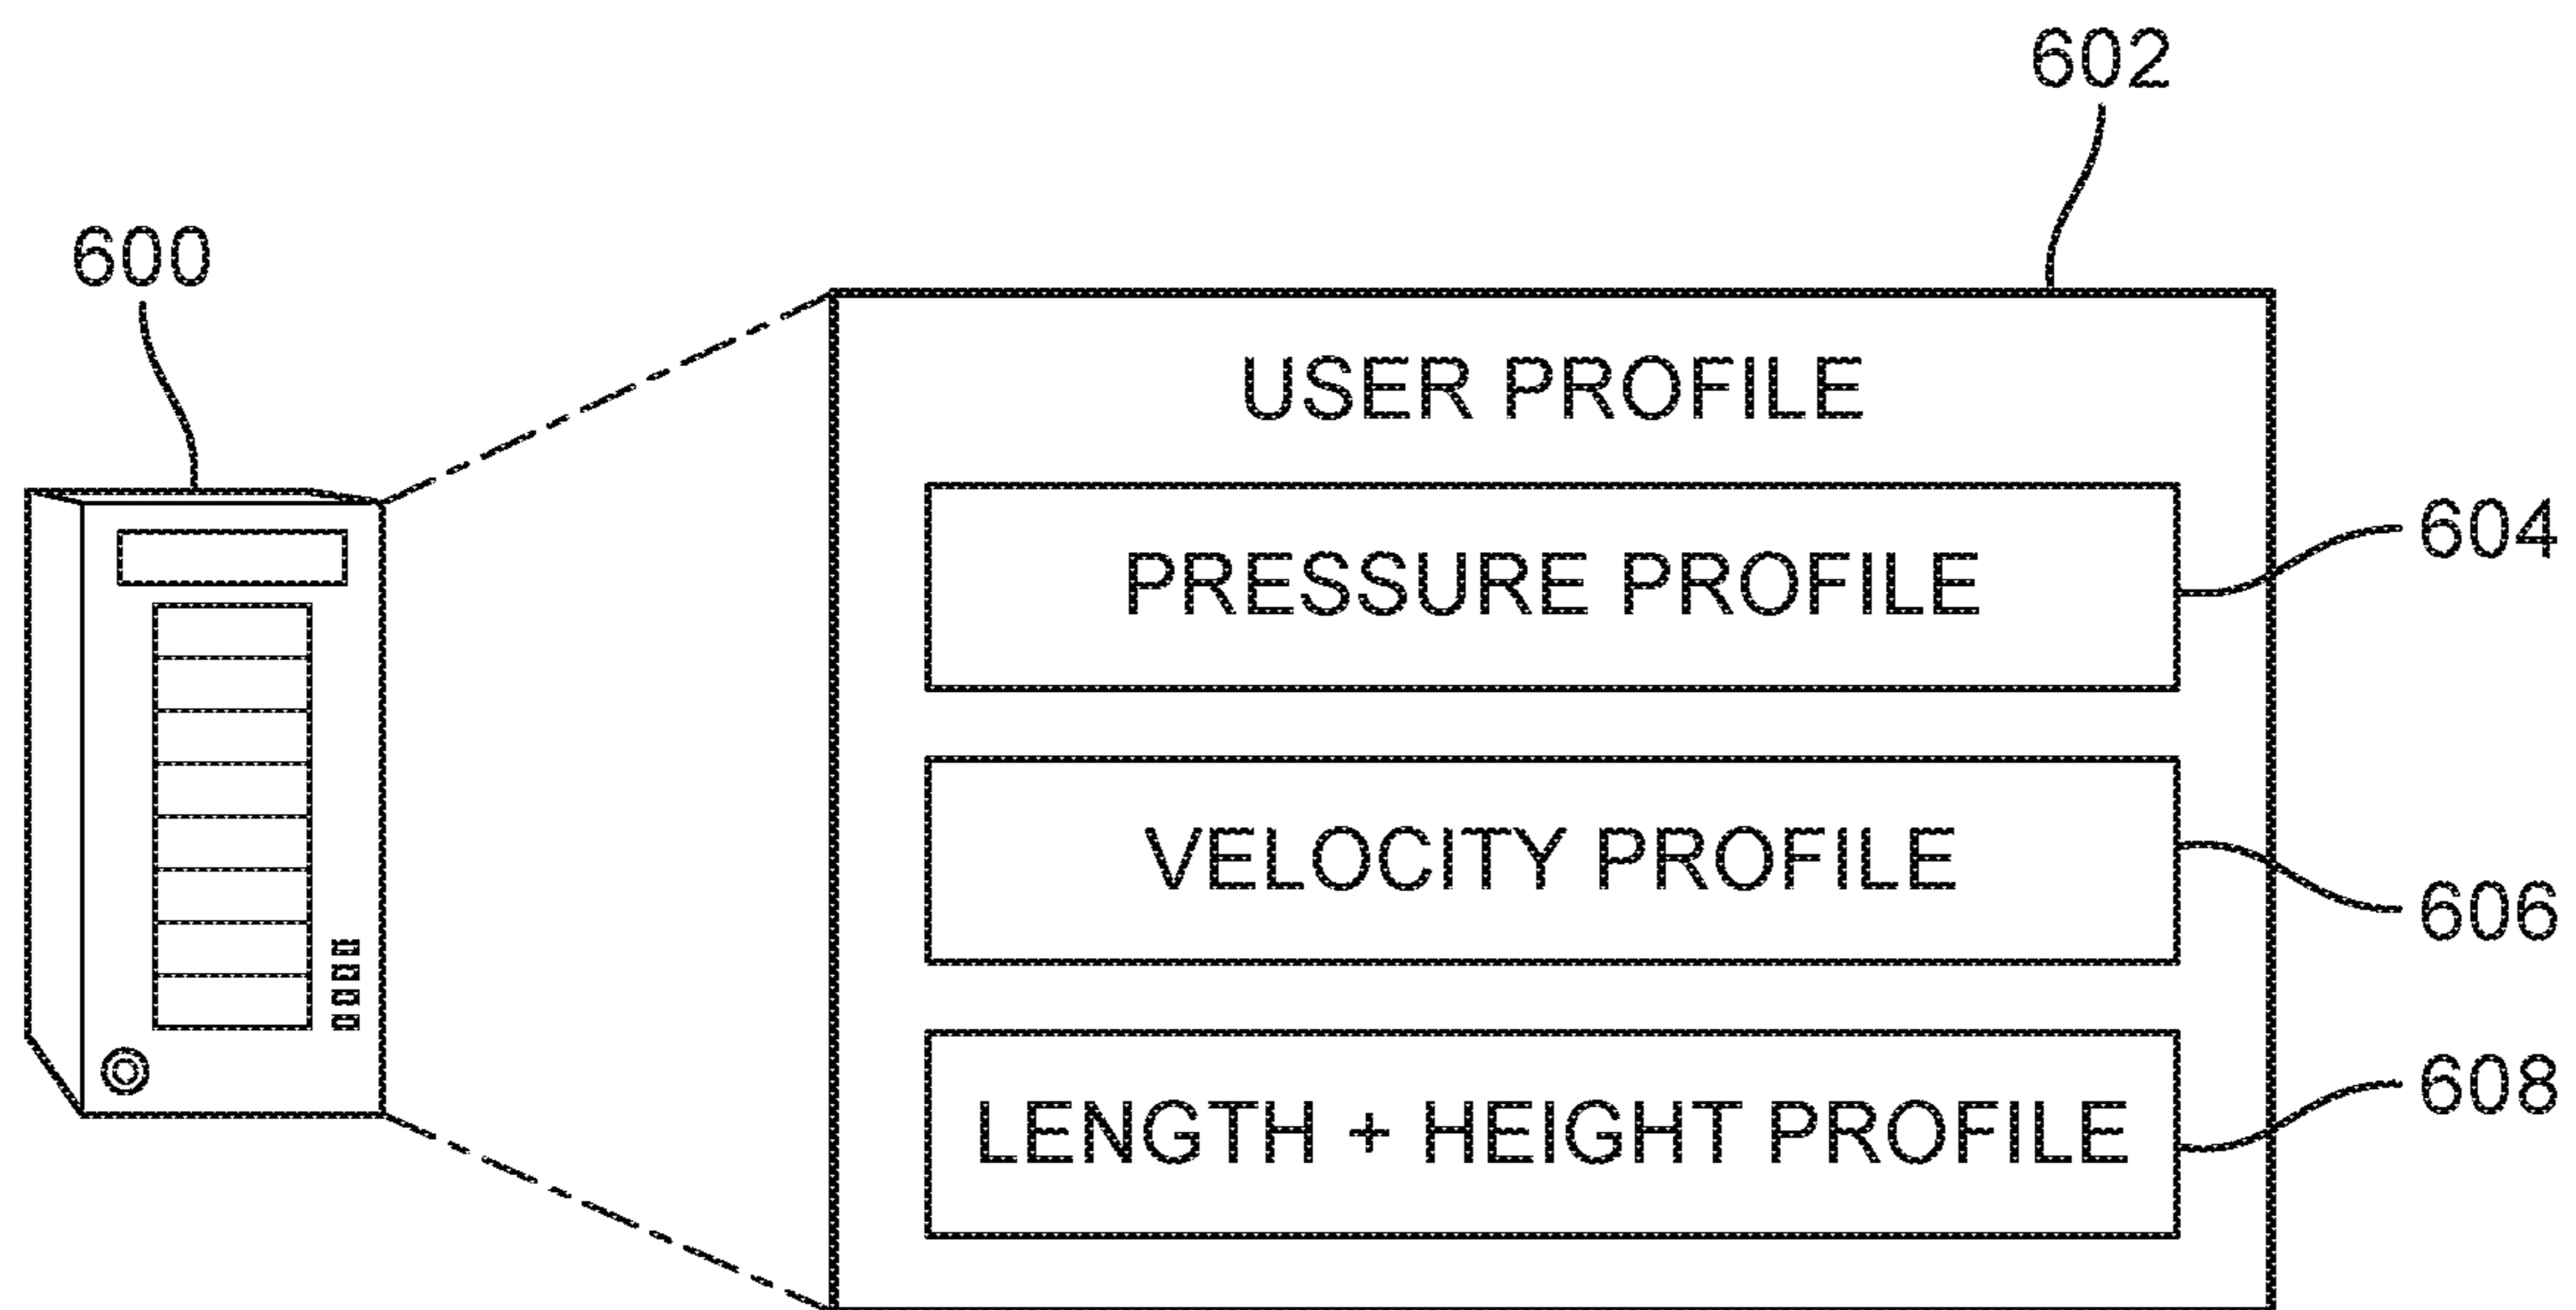 602
600
USER PROFILE
PRESSURE PROFILE
604
VELOCITY PROFILE
606
LENGTH + HEIGHT PROFILE
608